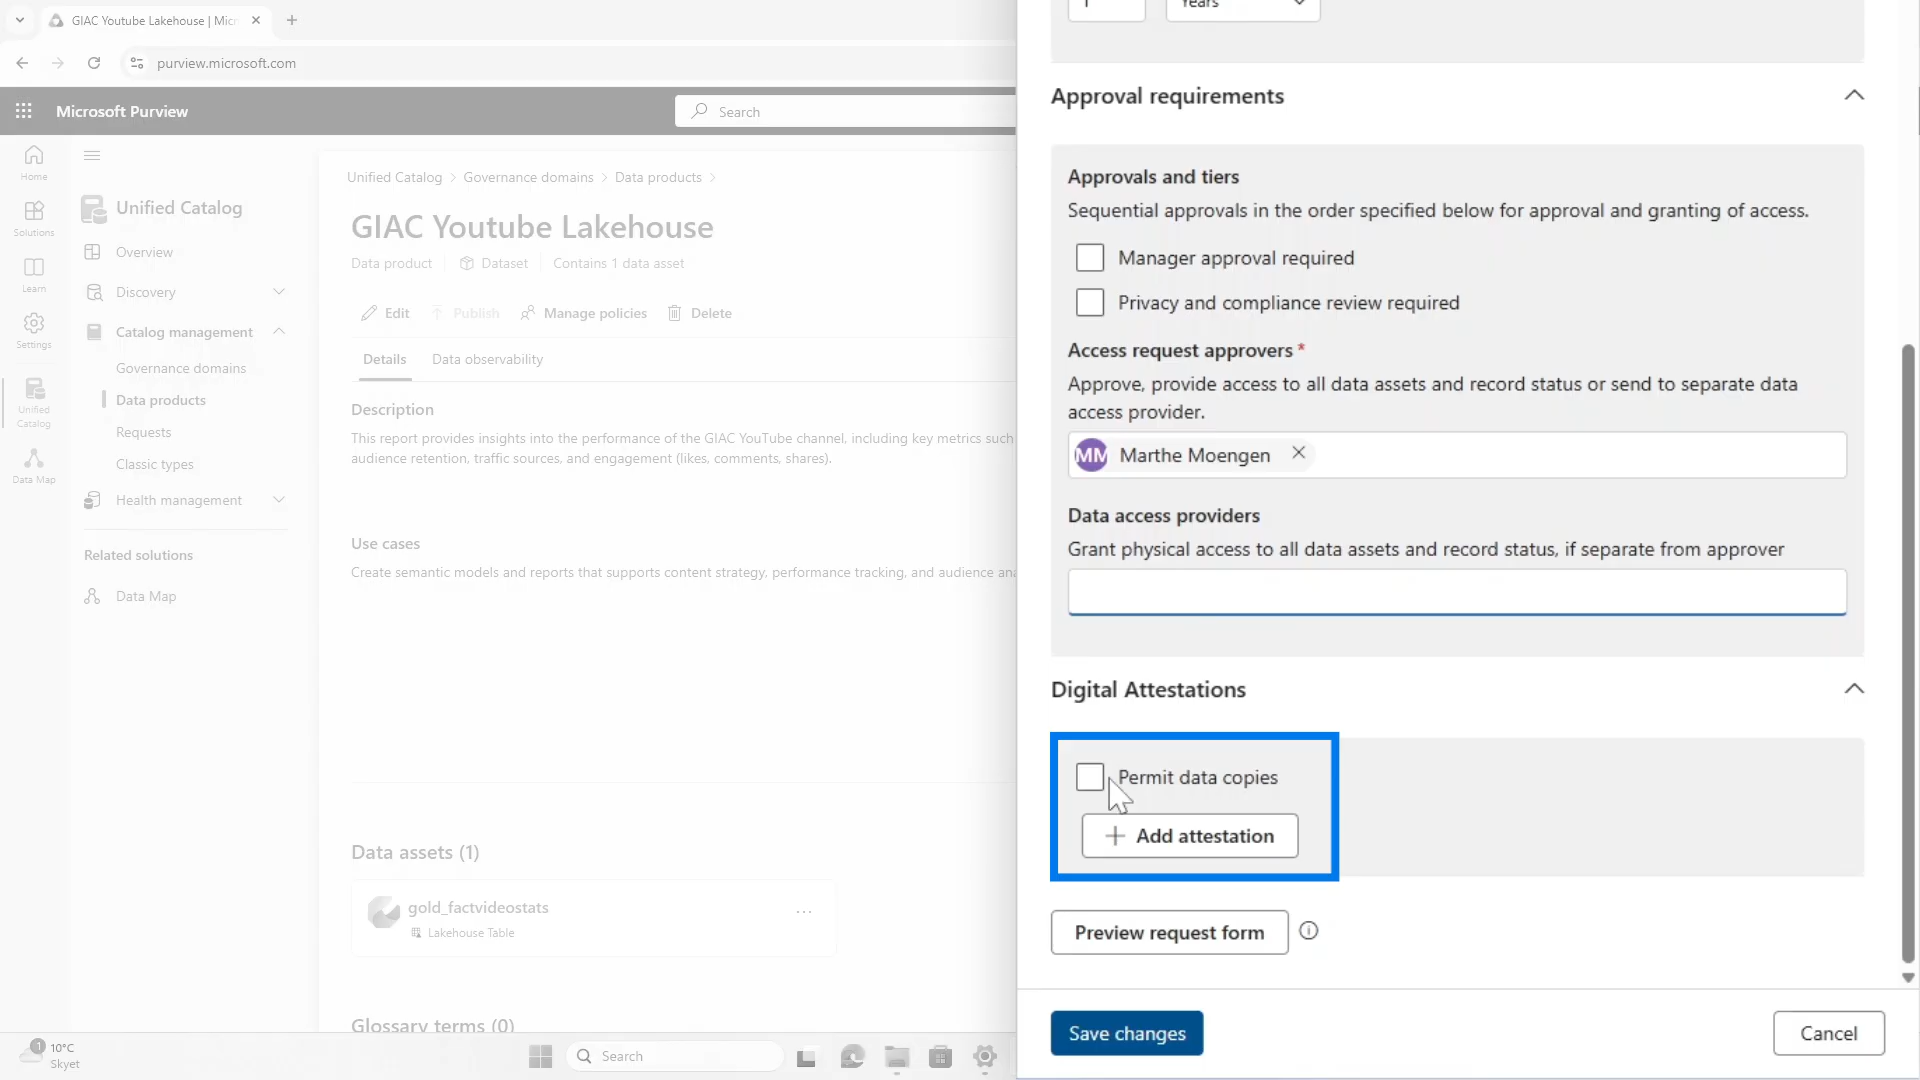 GIAC Youtube Lakehouse | Micr
purview.microsoft.com
Microsoft Purview
Search
Home
Solutions
Learn
Settings
Unified
Catalog
Data Map
Unified Catalog
Overview
Discovery
Catalog management
Governance domains
Data products
Requests
Classic types
Health management
Related solutions
Data Map
Unified Catalog > Governance domains > Data products >
GIAC Youtube Lakehouse
Data product Dataset Contains 1 data asset
Edit Publish Manage policies Delete
Details Data observability
Description
This report provides insights into the performance of the GIAC YouTube channel, including key metrics such
audience retention, traffic sources, and engagement (likes, comments, shares).
Use cases
Create semantic models and reports that supports content strategy, performance tracking, and audience ana
Data assets (1)
gold_factvideostats
Lakehouse Table
Glossary terms (0)
1 Years
Approval requirements
Approvals and tiers
Sequential approvals in the order specified below for approval and granting of access.
Manager approval required
Privacy and compliance review required
Access request approvers *
Approve, provide access to all data assets and record status or send to separate data
access provider.
MM Marthe Moengen
Data access providers
Grant physical access to all data assets and record status, if separate from approver
Digital Attestations
Permit data copies
+ Add attestation
Preview request form
Save changes Cancel
1 10°C
Skyet
Search